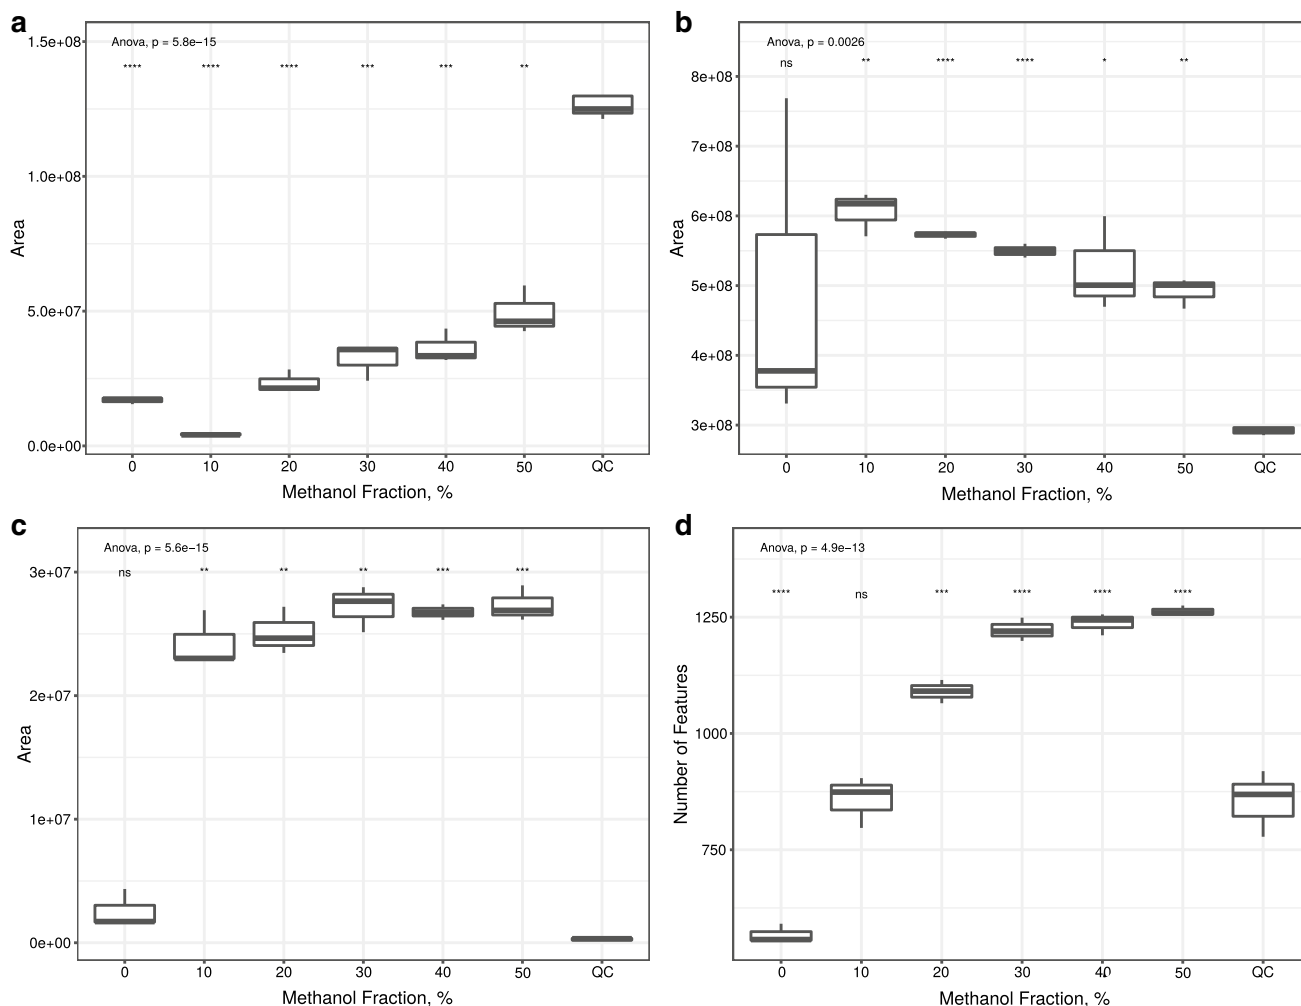 a
Anova, p = 5.8e−15
**** **** **** *** *** **
1.5e+08
1.0e+08
5.0e+07
0.0e+00
Area
0 10 20 30 40 50 QC
Methanol Fraction, %
b
Anova, p = 0.0026
ns ** **** **** * **
8e+08
7e+08
6e+08
5e+08
4e+08
3e+08
Area
0 10 20 30 40 50 QC
Methanol Fraction, %
c
Anova, p = 5.6e−15
ns ** ** ** *** ***
3e+07
2e+07
1e+07
0e+00
Area
0 10 20 30 40 50 QC
Methanol Fraction, %
d
Anova, p = 4.9e−13
**** ns *** **** **** ****
1250
1000
750
Number of Features
0 10 20 30 40 50 QC
Methanol Fraction, %